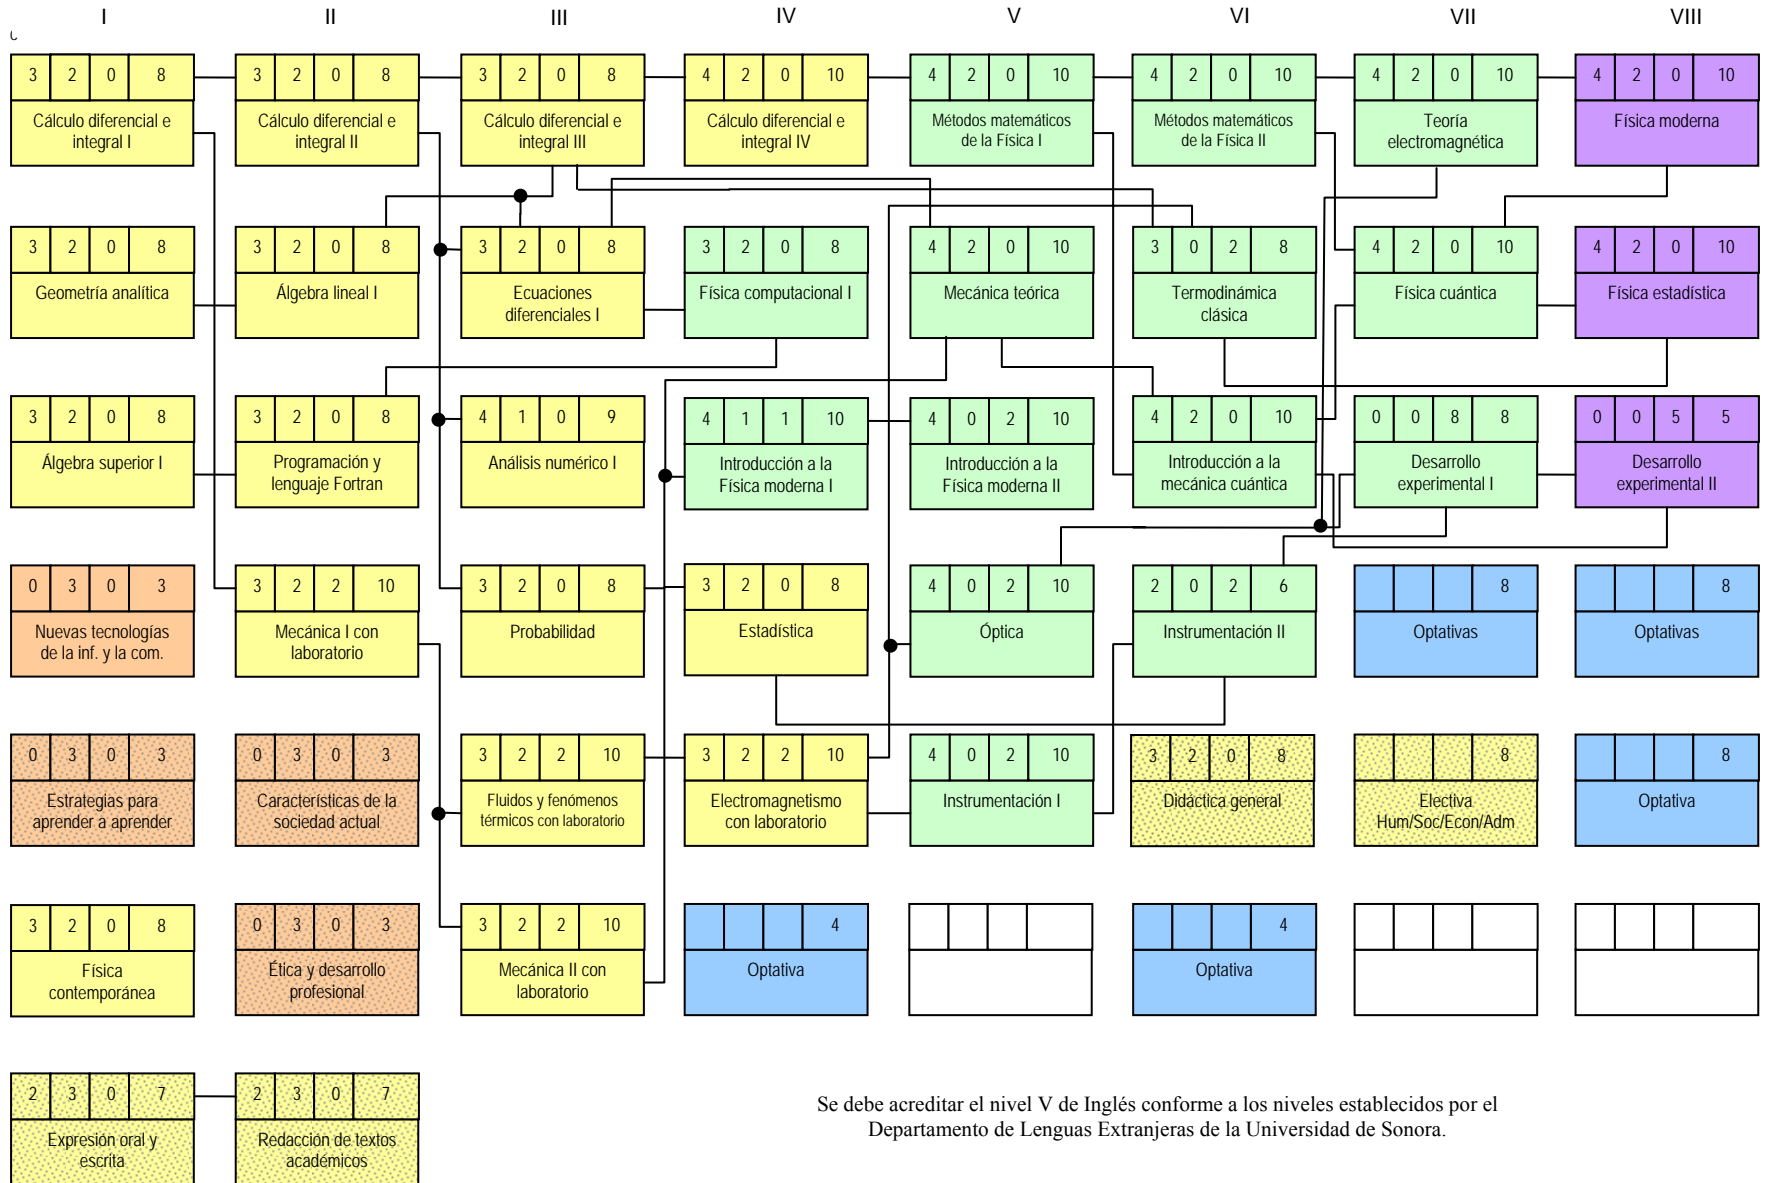 I II III IV V VI VII VIII
3 2 0 8 3 2 0 8 3 2 0 8 4 2 0 10 4 2 0 10 4 2 0 10 4 2 0 10 4 2 0 10
Cálculo diferencial e
integral I
Cálculo diferencial e
integral II
Cálculo diferencial e
integral III
Cálculo diferencial e
integral IV
Métodos matemáticos
de la Física I
Métodos matemáticos
de la Física II
Teoría
electromagnética
Física moderna
3 2 0 8 3 2 0 8 3 2 0 8 3 2 0 8 4 2 0 10 3 0 2 8 4 2 0 10 4 2 0 10
Geometría analítica
Álgebra lineal I
Ecuaciones
diferenciales I
Física computacional I
Mecánica teórica
Termodinámica
clásica
Física cuántica
Física estadística
3 2 0 8 3 2 0 8 4 1 0 9 4 1 1 10 4 0 2 10 4 2 0 10 0 0 8 8 0 0 5 5
Álgebra superior I
Programación y
lenguaje Fortran
Análisis numérico I
Introducción a la
Física moderna I
Introducción a la
Física moderna II
Introducción a la
mecánica cuántica
Desarrollo
experimental I
Desarrollo
experimental II
0 3 0 3 3 2 2 10 3 2 0 8 3 2 0 8 4 0 2 10 2 0 2 6 8 8
Nuevas tecnologías
de la inf. y la com.
Mecánica I con
laboratorio
Probabilidad
Estadística
Óptica
Instrumentación II
Optativas
Optativas
0 3 0 3 0 3 0 3 3 2 2 10 3 2 2 10 4 0 2 10 3 2 0 8 8 8
Estrategias para
aprender a aprender
Características de la
sociedad actual
Fluidos y fenómenos
térmicos con laboratorio
Electromagnetismo
con laboratorio
Instrumentación I
Didáctica general
Electiva
Hum/Soc/Econ/Adm
Optativa
3 2 0 8 0 3 0 3 3 2 2 10 4 4
Física
contemporánea
Ética y desarrollo
profesional
Mecánica II con
laboratorio
Optativa
Optativa
2 3 0 7 2 3 0 7
Expresión oral y
escrita
Redacción de textos
académicos
Se debe acreditar el nivel V de Inglés conforme a los niveles establecidos por el
Departamento de Lenguas Extranjeras de la Universidad de Sonora.